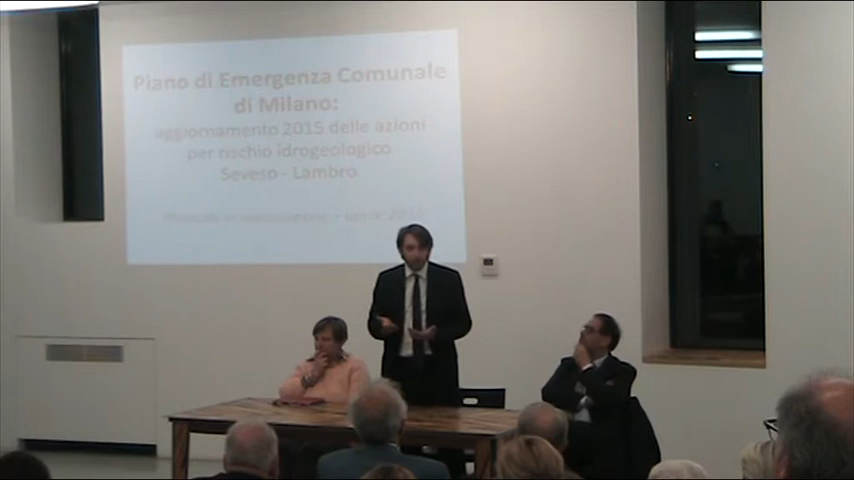 Piano di Emergenza Comunale
di Milano:
aggiornamento 2015 delle azioni
per rischio idrogeologico
Seveso - Lambro